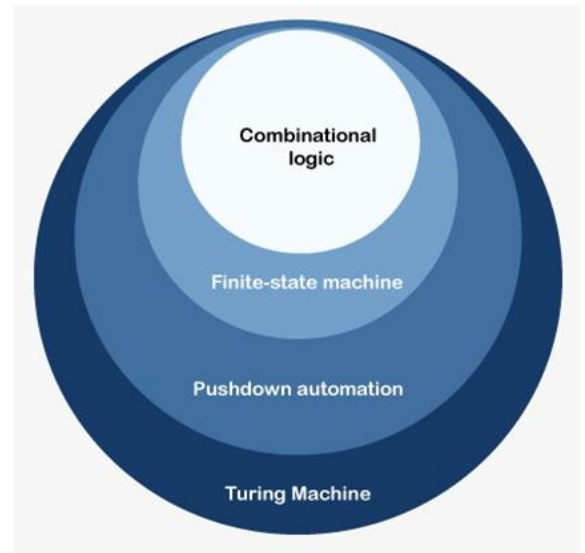 Combinational
logic
Finite-state machine
Pushdown automation
Turing Machine